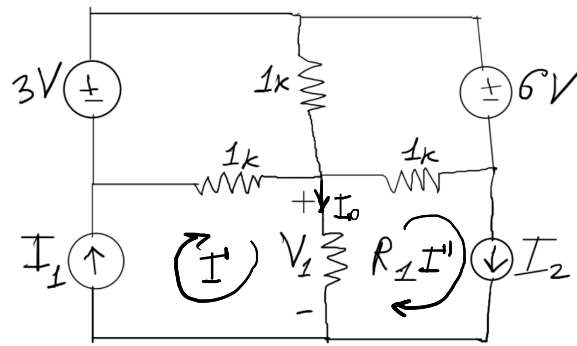 1k
3V
±
±
6V
1k
1k
+
I₀
I₁
I'
V₁
R₁
I"
I₂
-